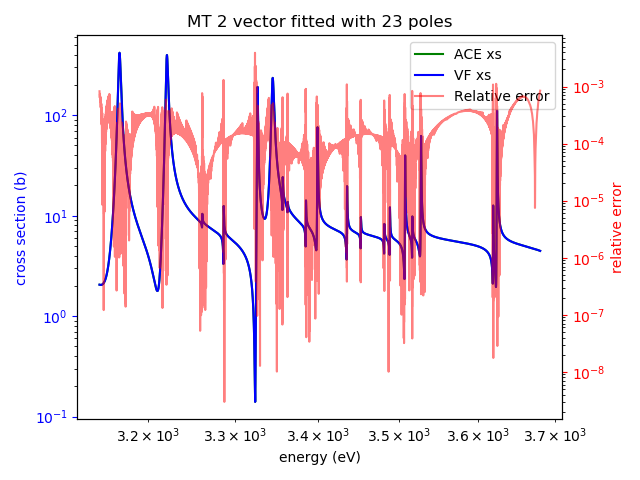 MT 2 vector fitted with 23 poles
ACE xs
VF xs
Relative error
cross section (b)
10²
10¹
10⁰
10⁻¹
10⁻³
10⁻⁴
10⁻⁵
10⁻⁶
10⁻⁷
10⁻⁸
relative error
3.2 × 10³ 3.3 × 10³ 3.4 × 10³ 3.5 × 10³ 3.6 × 10³ 3.7 × 10³
energy (eV)